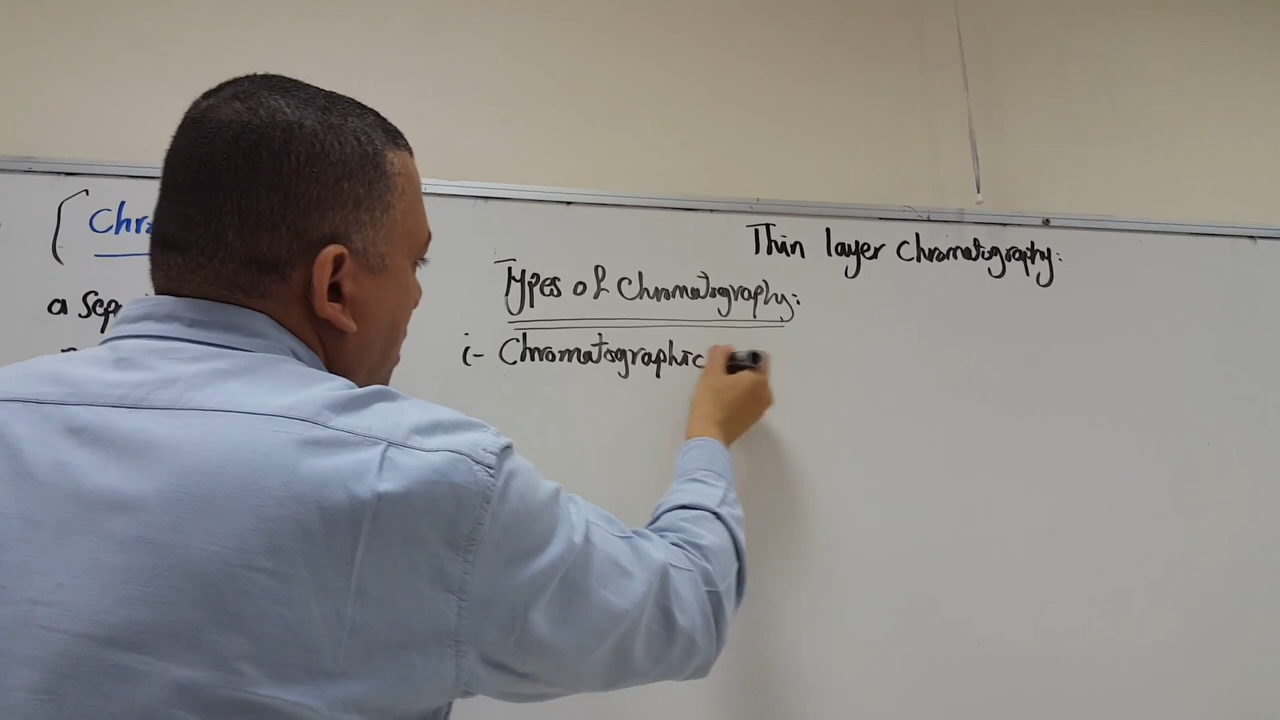 Chr
a sep
Thin layer chromatography:
Types of chromatography:
i- Chromatographic